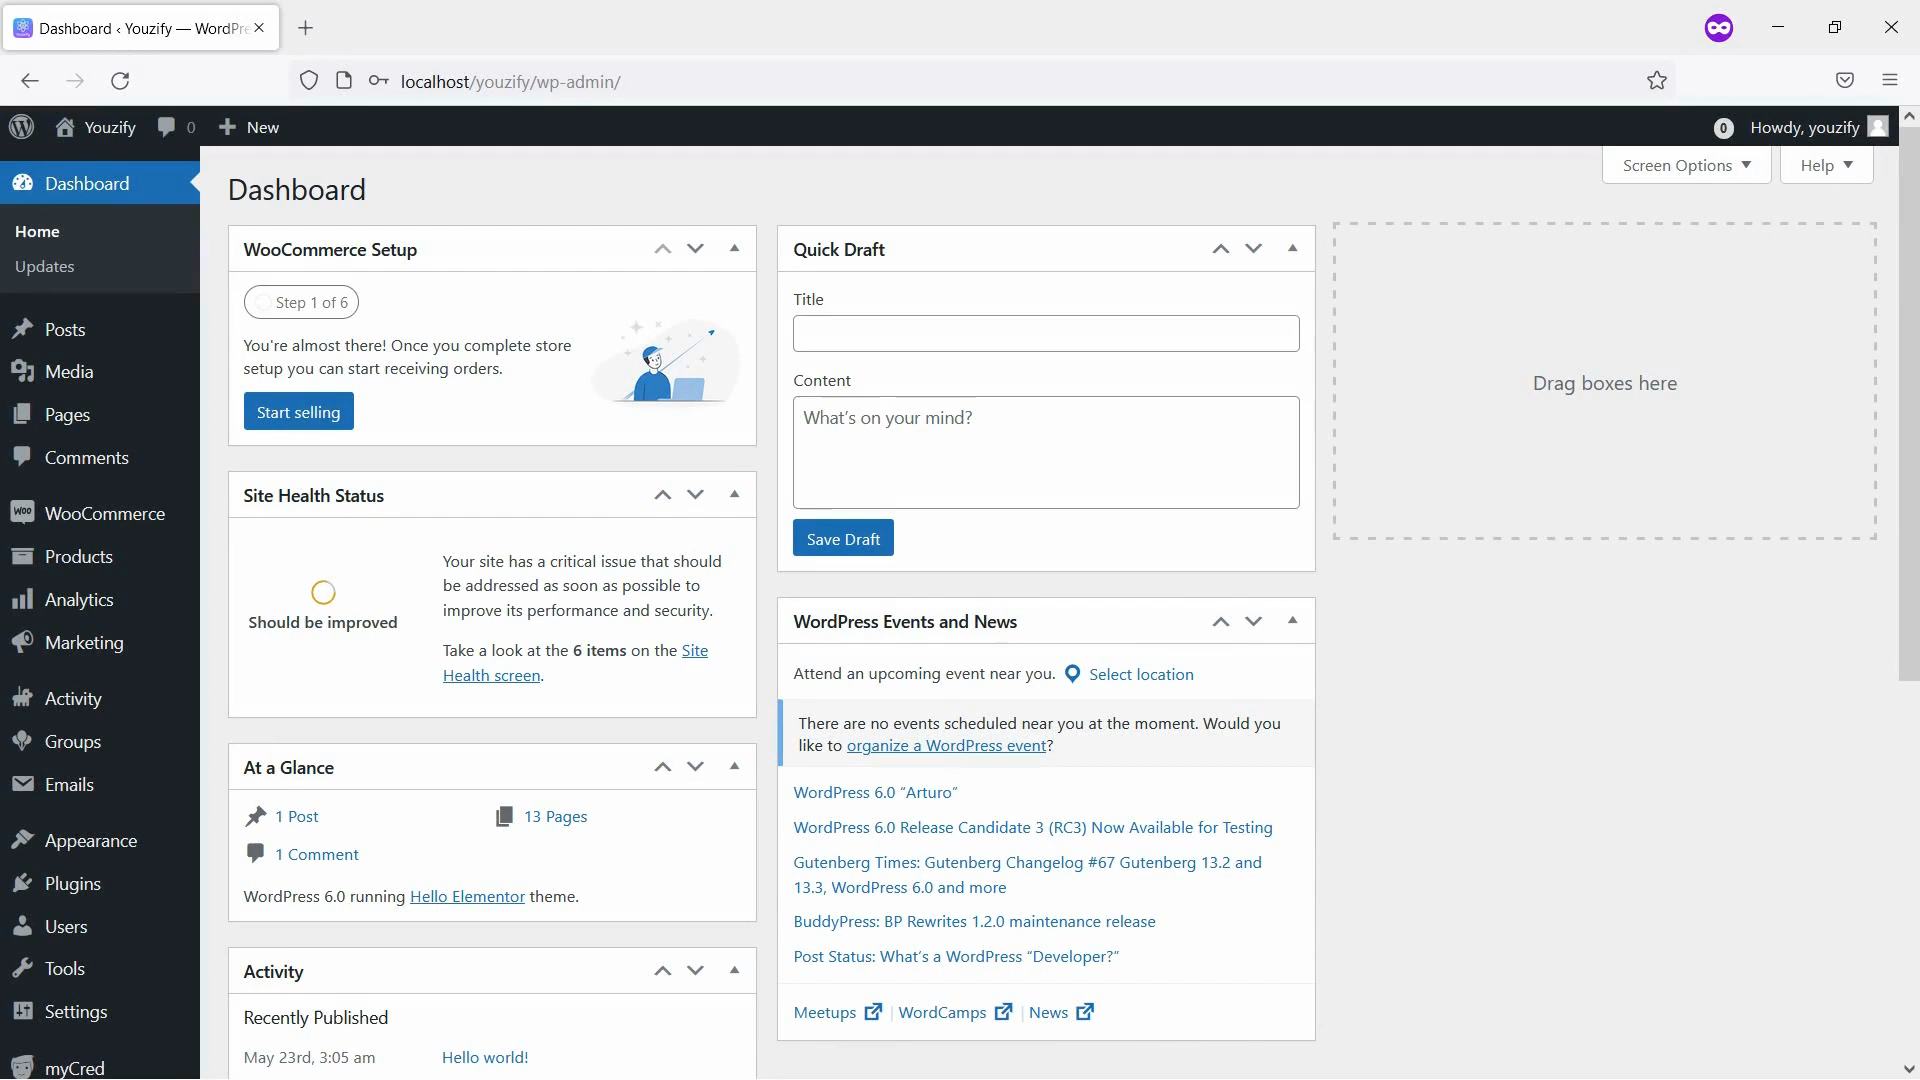 Dashboard ‹ Youzify — WordPre
localhost/youzify/wp-admin/
Youzify
0
New
0
Howdy, youzify
Screen Options
Help
Dashboard
Home
Updates
Posts
Media
Pages
Comments
WooCommerce
Products
Analytics
Marketing
Activity
Groups
Emails
Appearance
Plugins
Users
Tools
Settings
myCred
Dashboard
WooCommerce Setup
Step 1 of 6
You're almost there! Once you complete store
setup you can start receiving orders.
Start selling
Site Health Status
Should be improved
Your site has a critical issue that should
be addressed as soon as possible to
improve its performance and security.
Take a look at the 6 items on the Site
Health screen.
At a Glance
1 Post
13 Pages
1 Comment
WordPress 6.0 running Hello Elementor theme.
Activity
Recently Published
May 23rd, 3:05 am
Hello world!
Quick Draft
Title
Content
What's on your mind?
Save Draft
WordPress Events and News
Attend an upcoming event near you.
Select location
There are no events scheduled near you at the moment. Would you
like to organize a WordPress event?
WordPress 6.0 “Arturo”
WordPress 6.0 Release Candidate 3 (RC3) Now Available for Testing
Gutenberg Times: Gutenberg Changelog #67 Gutenberg 13.2 and
13.3, WordPress 6.0 and more
BuddyPress: BP Rewrites 1.2.0 maintenance release
Post Status: What's a WordPress “Developer?”
Meetups | WordCamps | News
Drag boxes here